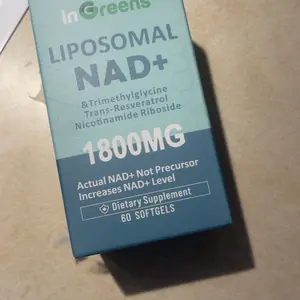 InGreens
LIPOSOMAL
NAD+
&Trimethylglycine
Trans-Resveratrol
Nicotinamide Riboside
1800MG
Actual NAD+ Not Precursor
Increases NAD+ Level
Dietary Supplement
60 SOFTGELS